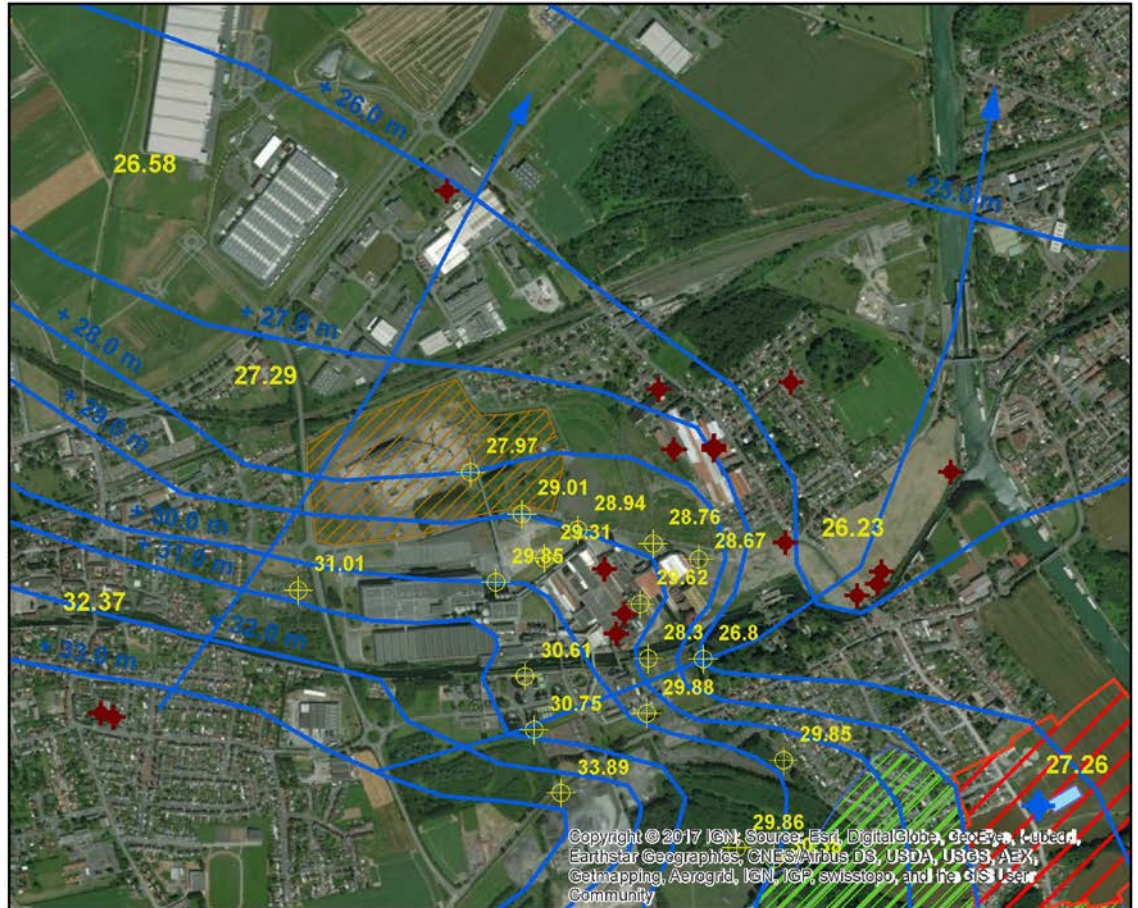 + 26.0 m
26.58
+ 25.0 m
+ 27.0 m
+ 28.0 m
27.29
+ 29.0 m
27.97
29.01
28.94
28.76
29.31
28.67
26.23
+ 30.0 m
29.85
+ 31.0 m
31.01
29.62
32.37
+ 32.0 m
28.3
26.8
30.61
+ 33.0 m
29.88
30.75
29.85
27.26
33.89
29.86
Copyright © 2017 IGN; Source: Esri, DigitalGlobe, GeoEye, i-cubed,
Earthstar Geographics, CNES/Airbus DS, USDA, USGS, AEX,
Getmapping, Aerogrid, IGN, IGP, swisstopo, and the GIS User
Community